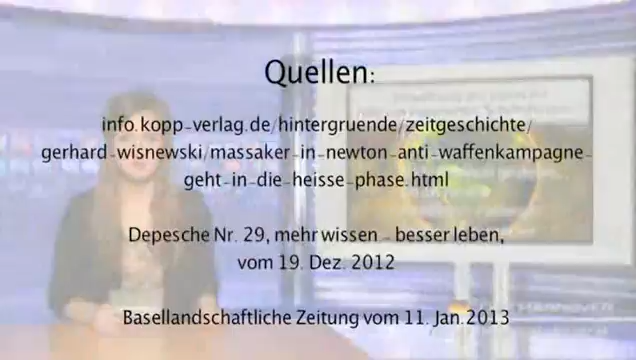 Quellen:
info.kopp-verlag.de/hintergruende/zeitgeschichte/
gerhard-wisnewski/massaker-in-newton-anti-waffenkampagne-
geht-in-die-heisse-phase.html
Depesche Nr. 29, mehr wissen - besser leben,
vom 19. Dez. 2012
Basellandschaftliche Zeitung vom 11. Jan.2013